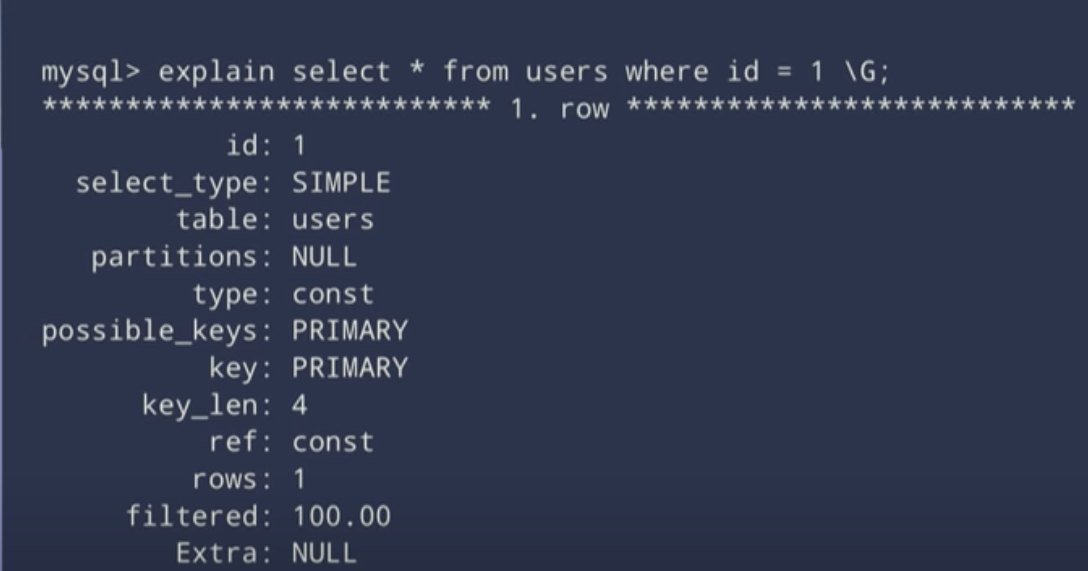 mysql> explain select * from users where id = 1 \G;
*************************** 1. row ***************************
id: 1
select_type: SIMPLE
table: users
partitions: NULL
type: const
possible_keys: PRIMARY
key: PRIMARY
key_len: 4
ref: const
rows: 1
filtered: 100.00
Extra: NULL